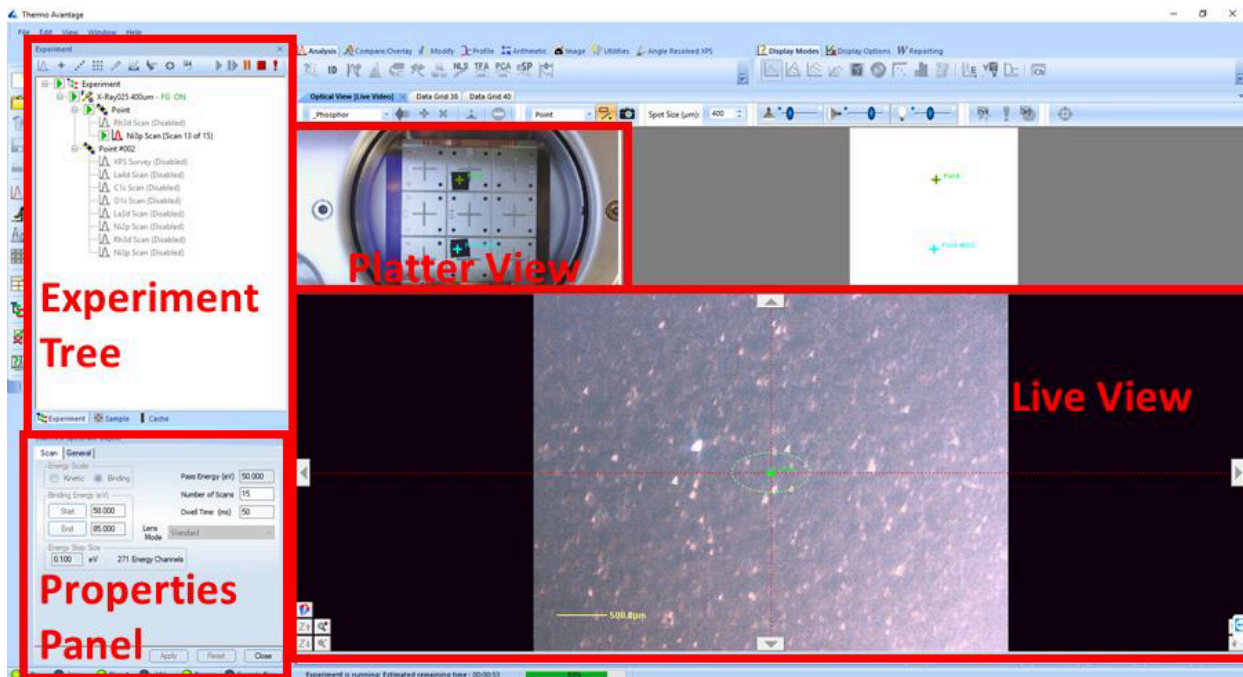 Thermo Avantage
File Edit View Window Help
Experiment
Analysis Compare/Overlay Modify Profile Arithmetic Image Utilities Angle Resolved XPS
Display Modes Display Options Reporting
ID NLS TFA PCA eSP
Optical View [Live Video] Data Grid 38 Data Grid 40
_Phosphor Point Spot Size (µm): 400
Experiment
X-Ray025 400um - FG ON
Point
Rh3d Scan (Disabled)
Ni3p Scan (Scan 13 of 15)
Point #002
XPS Survey (Disabled)
La4d Scan (Disabled)
C1s Scan (Disabled)
O1s Scan (Disabled)
La3d Scan (Disabled)
Ni2p Scan (Disabled)
Rh3d Scan (Disabled)
Ni3p Scan (Disabled)
Experiment
Tree
Platter View
Point
Point #002
Live View
500.0µm
Experiment Sample Cache
Scan General
Energy Scale
Kinetic Binding
Pass Energy (eV) 50.000
Binding Energy (eV)
Number of Scans 15
Start 58.000
Dwell Time (ms) 50
End 85.000
Lens Mode Standard
Energy Step Size
0.100 eV 271 Energy Channels
Properties
Panel
Apply Reset Close
Experiment is running: Estimated remaining time : 00:00:53